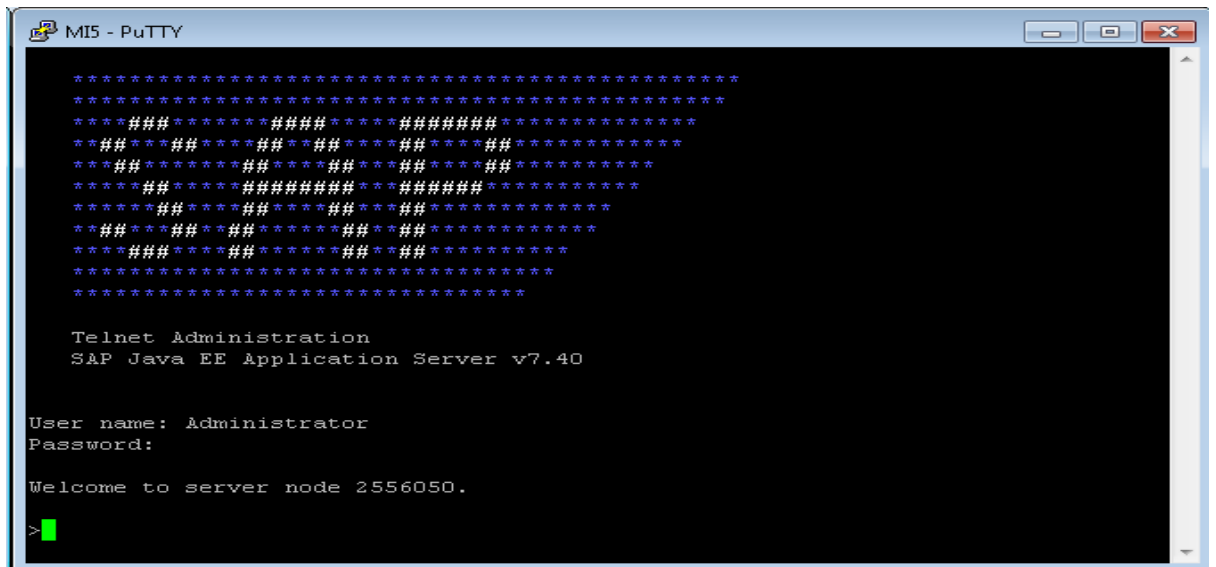 MI5 - PuTTY
***********************************************
**********************************************
****###*******####*****#######**************
**##***##****##**##****##****##************
***##*******##****##***##****##**********
*****##*****########***######***********
******##****##****##***##*************
**##***##**##******##**##************
****###****##******##**##**********
**********************************
********************************
Telnet Administration
SAP Java EE Application Server v7.40
User name: Administrator
Password:
Welcome to server node 2556050.
>